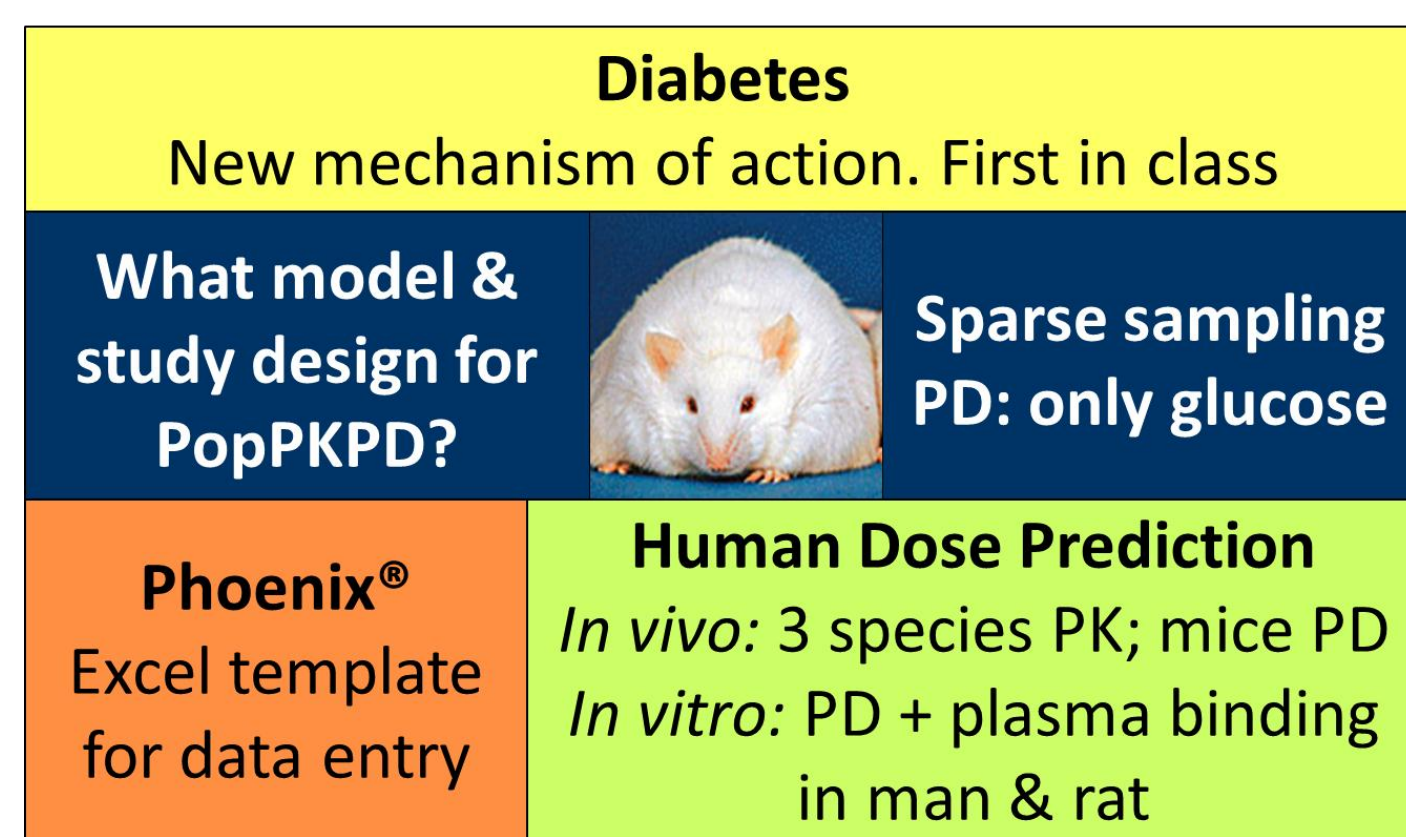 Diabetes
New mechanism of action. First in class
What model &
study design for
PopPKPD?
Sparse sampling
PD: only glucose
Phoenix®
Excel template
for data entry
Human Dose Prediction
In vivo: 3 species PK; mice PD
In vitro: PD + plasma binding
in man & rat